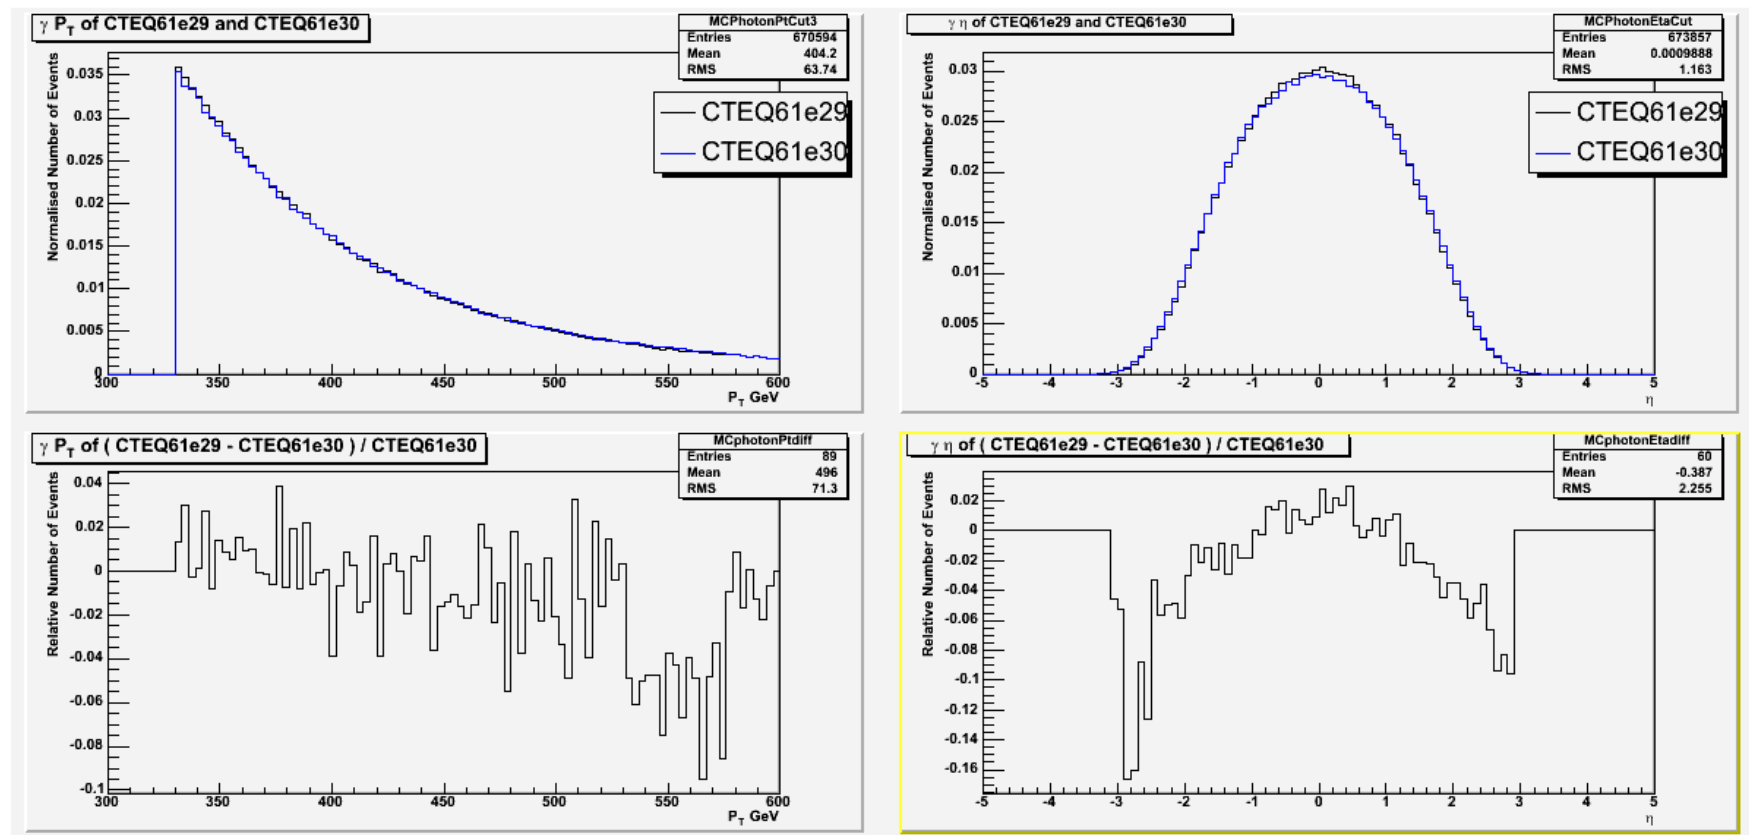 γ P_T of CTEQ61e29 and CTEQ61e30
MCPhotonPtCut3
Entries 670594
Mean 404.2
RMS 63.74
CTEQ61e29
CTEQ61e30
Normalised Number of Events
0.035
0.03
0.025
0.02
0.015
0.01
0.005
0
300 350 400 450 500 550 600
P_T GeV
γ η of CTEQ61e29 and CTEQ61e30
MCPhotonEtaCut
Entries 673857
Mean 0.0009888
RMS 1.163
CTEQ61e29
CTEQ61e30
Normalised Number of Events
0.03
0.025
0.02
0.015
0.01
0.005
0
-5 -4 -3 -2 -1 0 1 2 3 4 5
η
γ P_T of ( CTEQ61e29 - CTEQ61e30 ) / CTEQ61e30
MCphotonPtdiff
Entries 89
Mean 496
RMS 71.3
Relative Number of Events
0.04
0.02
0
-0.02
-0.04
-0.06
-0.08
-0.1
300 350 400 450 500 550 600
P_T GeV
γ η of ( CTEQ61e29 - CTEQ61e30 ) / CTEQ61e30
MCphotonEtadiff
Entries 60
Mean -0.387
RMS 2.255
Relative Number of Events
0.02
0
-0.02
-0.04
-0.06
-0.08
-0.1
-0.12
-0.14
-0.16
-5 -4 -3 -2 -1 0 1 2 3 4 5
η